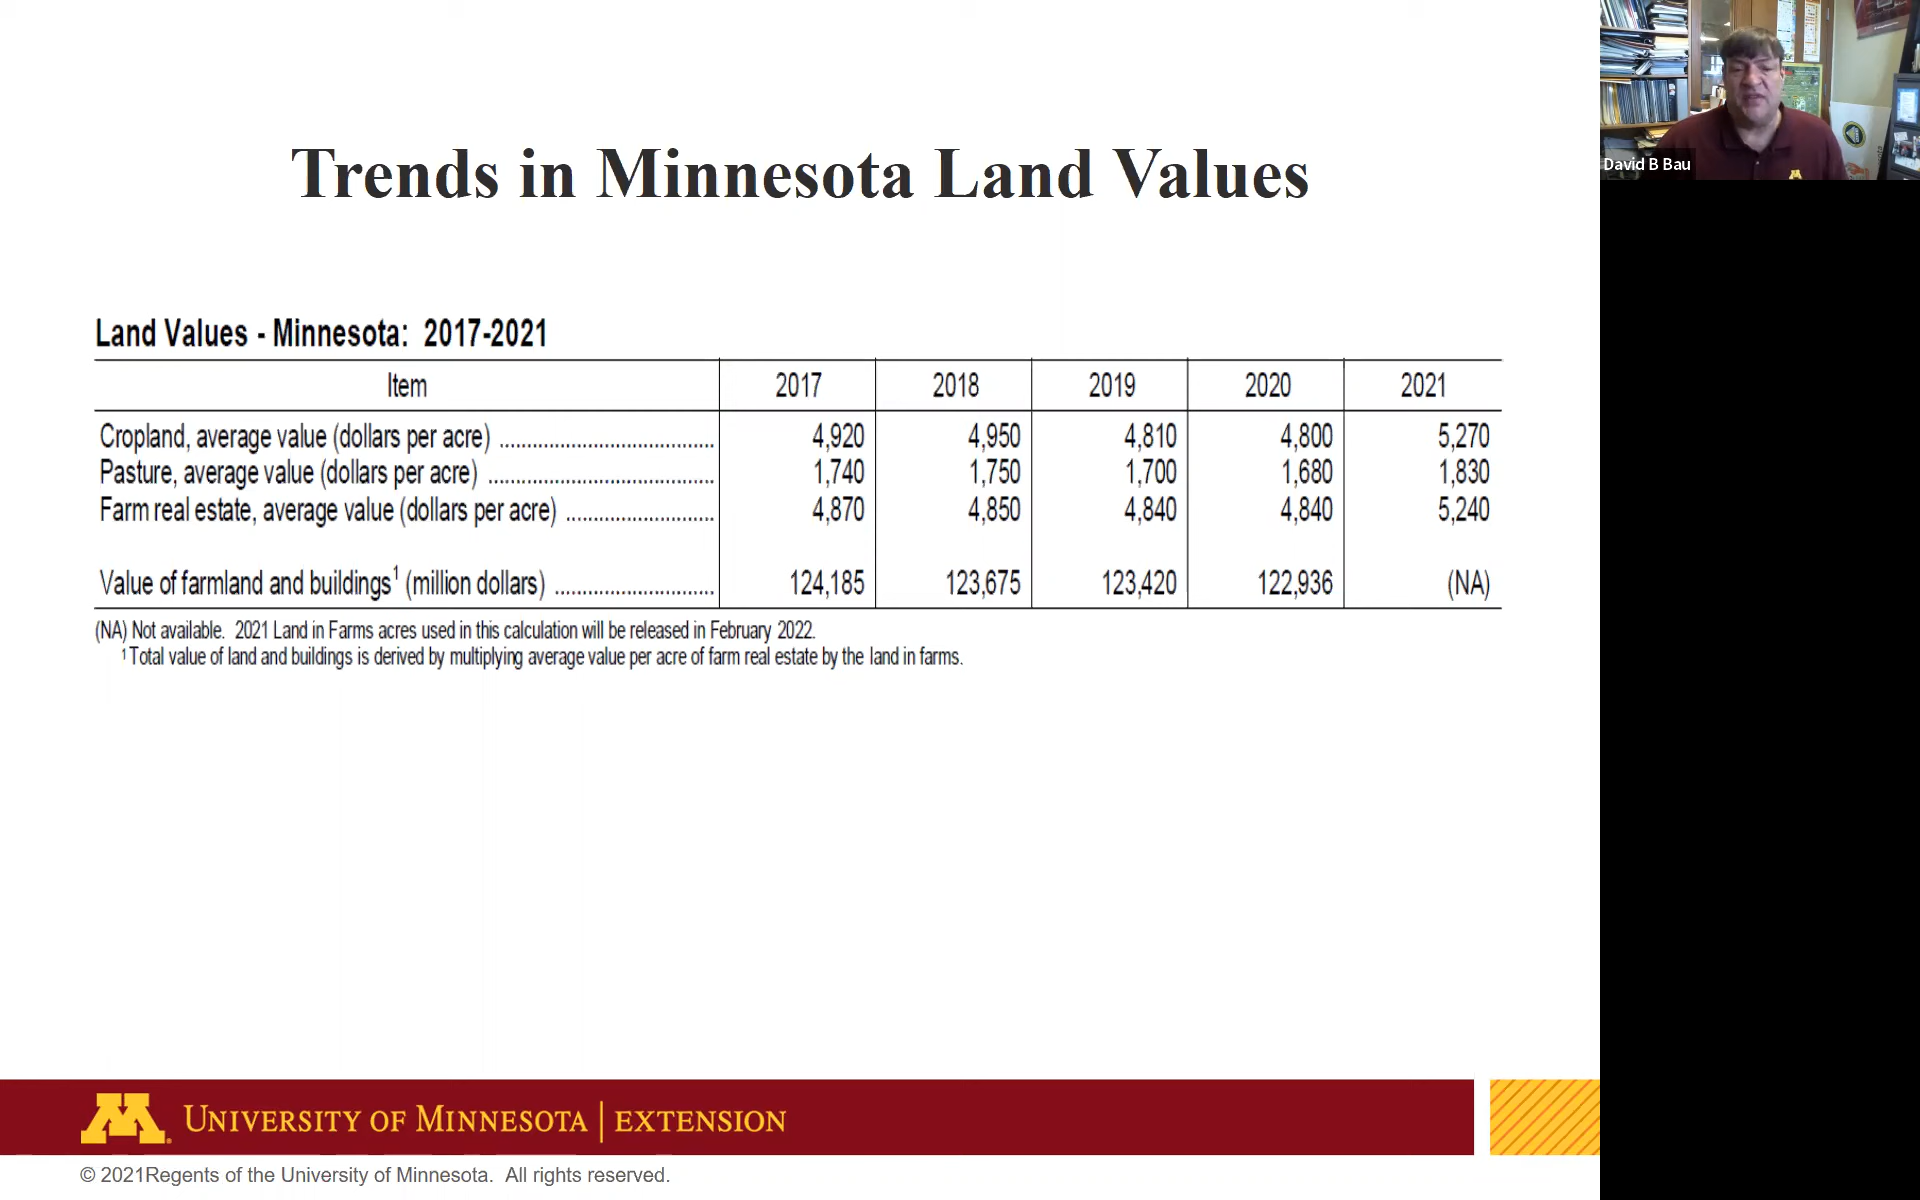 Trends in Minnesota Land Values
David B Bau
Land Values - Minnesota: 2017-2021
Item 2017 2018 2019 2020 2021
Cropland, average value (dollars per acre) ....................................... 4,920 4,950 4,810 4,800 5,270
Pasture, average value (dollars per acre) ......................................... 1,740 1,750 1,700 1,680 1,830
Farm real estate, average value (dollars per acre) ........................... 4,870 4,850 4,840 4,840 5,240
Value of farmland and buildings¹ (million dollars) ............................. 124,185 123,675 123,420 122,936 (NA)
(NA) Not available. 2021 Land in Farms acres used in this calculation will be released in February 2022.
¹ Total value of land and buildings is derived by multiplying average value per acre of farm real estate by the land in farms.
M
UNIVERSITY OF MINNESOTA | EXTENSION
© 2021Regents of the University of Minnesota. All rights reserved.